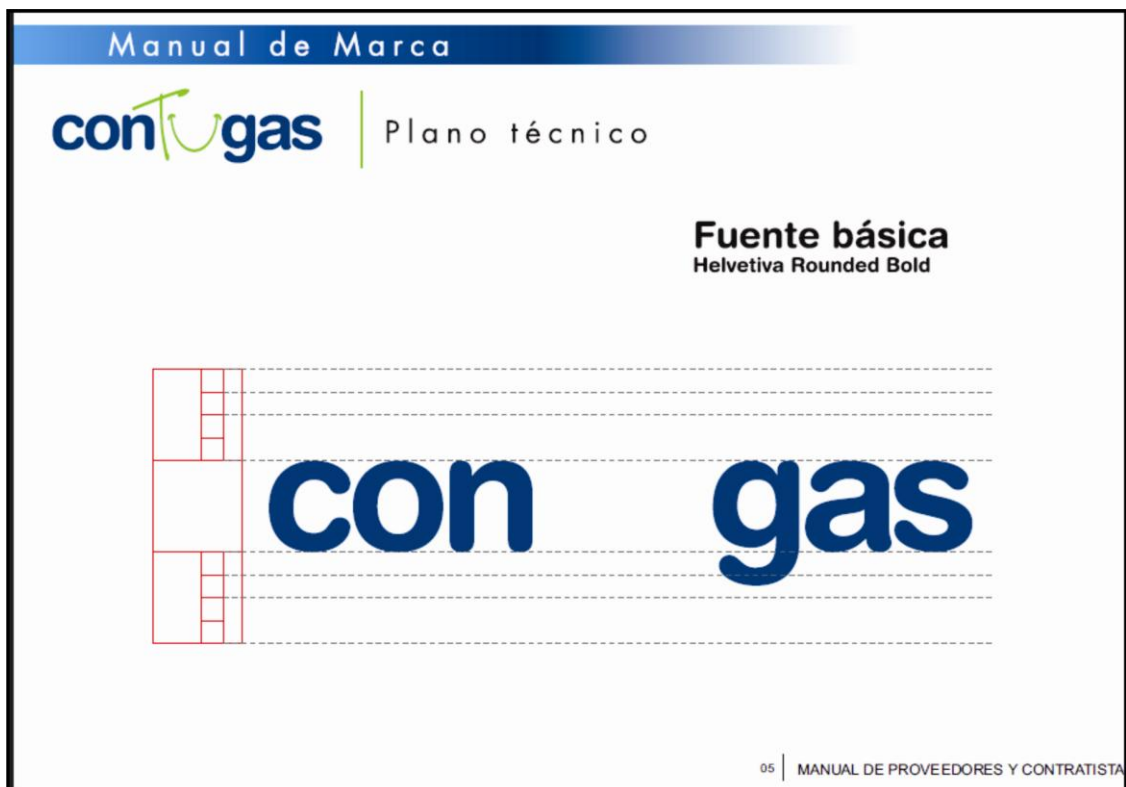 Manual de Marca
conTugas
Plano técnico
Fuente básica
Helvetiva Rounded Bold
con gas
05 MANUAL DE PROVEEDORES Y CONTRATISTA